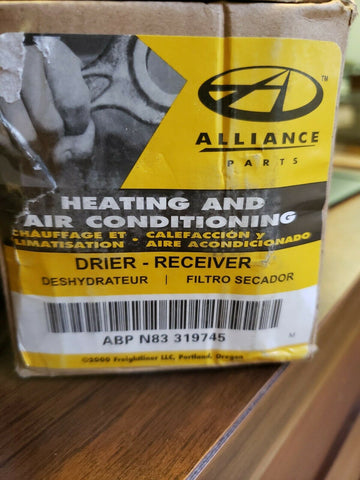 ALLIANCE
PARTS
HEATING AND
AIR CONDITIONING
CHAUFFAGE ET
CLIMATISATION • CALEFACCIÓN y
AIRE ACONDICIONADO
DRIER - RECEIVER
DESHYDRATEUR | FILTRO SECADOR
ABP N83 319745
M
©2000 Freightliner LLC, Portland, Oregon